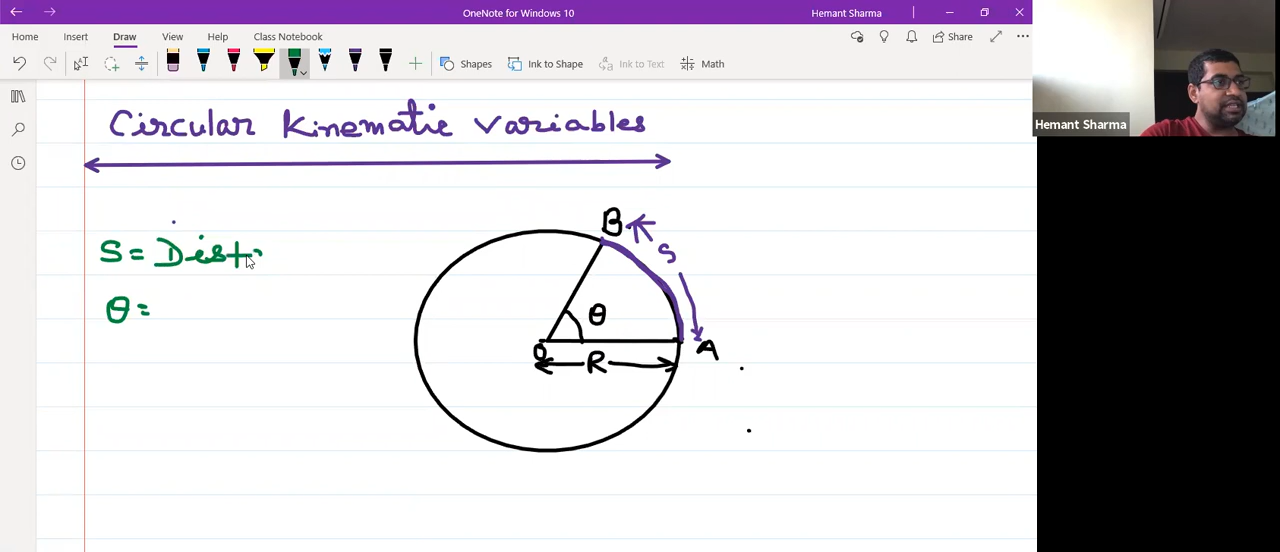 OneNote for Windows 10
Hemant Sharma
Home Insert Draw View Help Class Notebook
Share
Shapes Ink to Shape Ink to Text Math
Circular Kinematic Variables
Hemant Sharma
B
S
S = Dist
θ =
θ
O
R
A